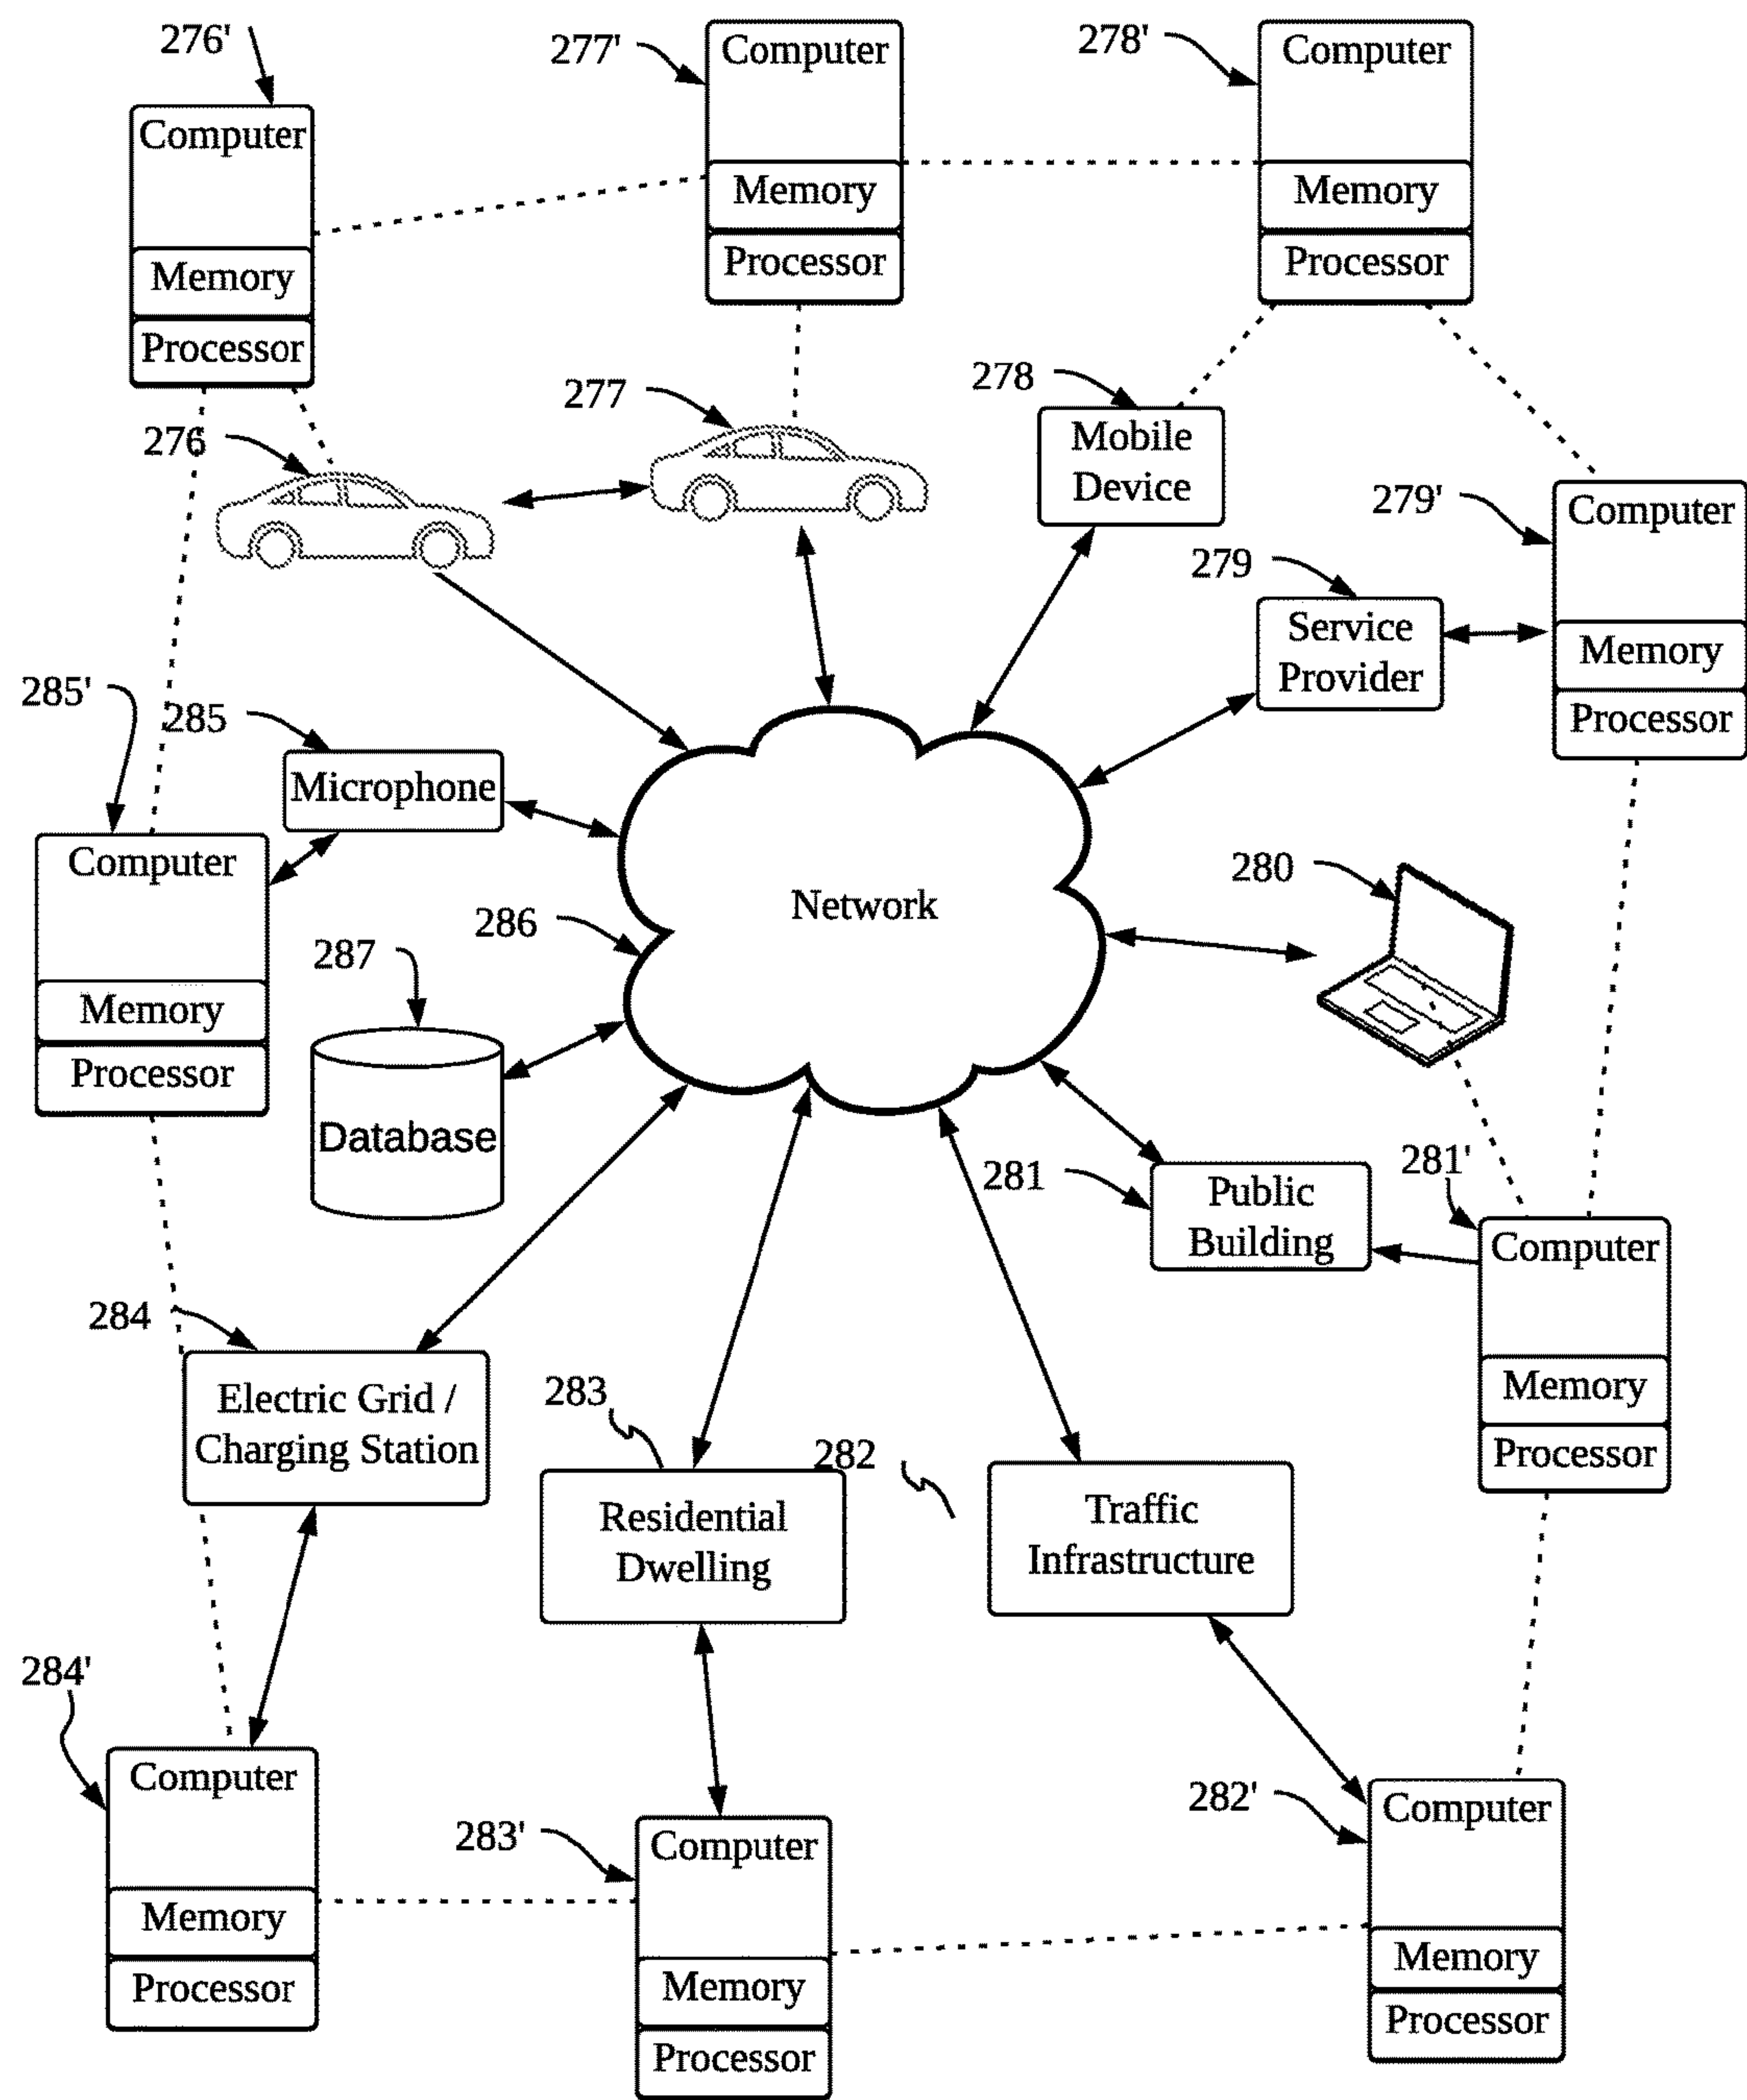 276'
277'
Computer
278'
Computer
Computer
Memory
Memory
Processor
Processor
Memory
Processor
276
277
278
Mobile
Device
279'
Computer
279
Service
Provider
Memory
Processor
285'
285
Microphone
Computer
Memory
Processor
286
Network
280
287
Database
281
Public
Building
281'
Computer
Memory
Processor
284
Electric Grid /
Charging Station
283
Residential
Dwelling
282
Traffic
Infrastructure
284'
Computer
Memory
Processor
283'
Computer
Memory
Processor
282'
Computer
Memory
Processor